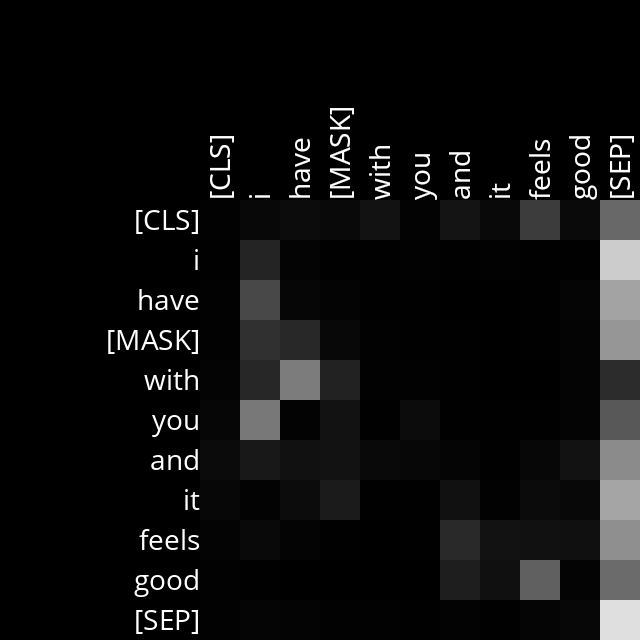 [CLS] i have [MASK] with you and it feels good [SEP]
[CLS]
i
have
[MASK]
with
you
and
it
feels
good
[SEP]